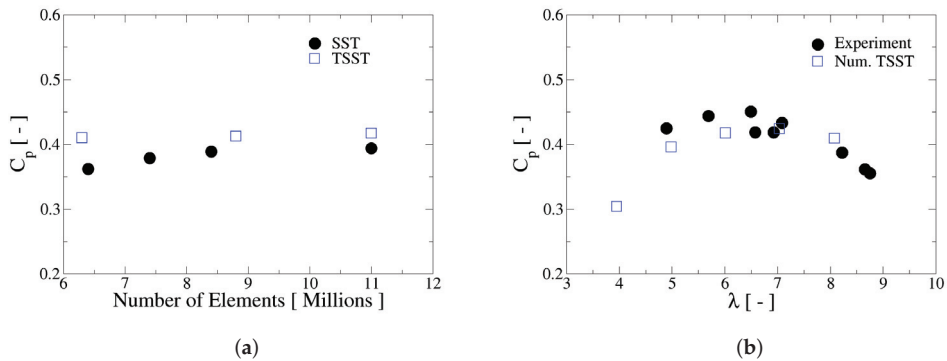 0.6
0.5
0.4
0.3
0.2
C_p [ - ]
6 7 8 9 10 11 12
Number of Elements [ Millions ]
SST
TSST
(a)
0.6
0.5
0.4
0.3
0.2
C_p [ - ]
3 4 5 6 7 8 9 10
λ [ - ]
Experiment
Num. TSST
(b)